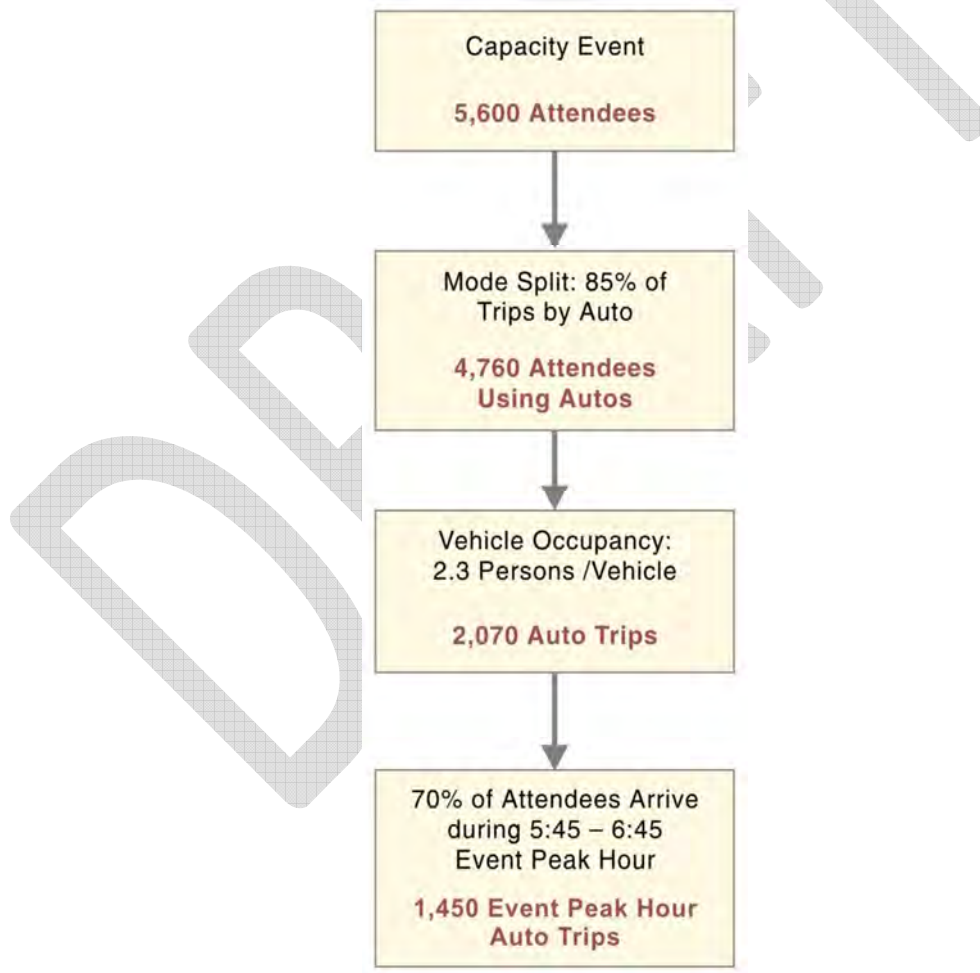 Capacity Event
5,600 Attendees
Mode Split: 85% of
Trips by Auto
4,760 Attendees
Using Autos
Vehicle Occupancy:
2.3 Persons /Vehicle
2,070 Auto Trips
70% of Attendees Arrive
during 5:45 – 6:45
Event Peak Hour
1,450 Event Peak Hour
Auto Trips